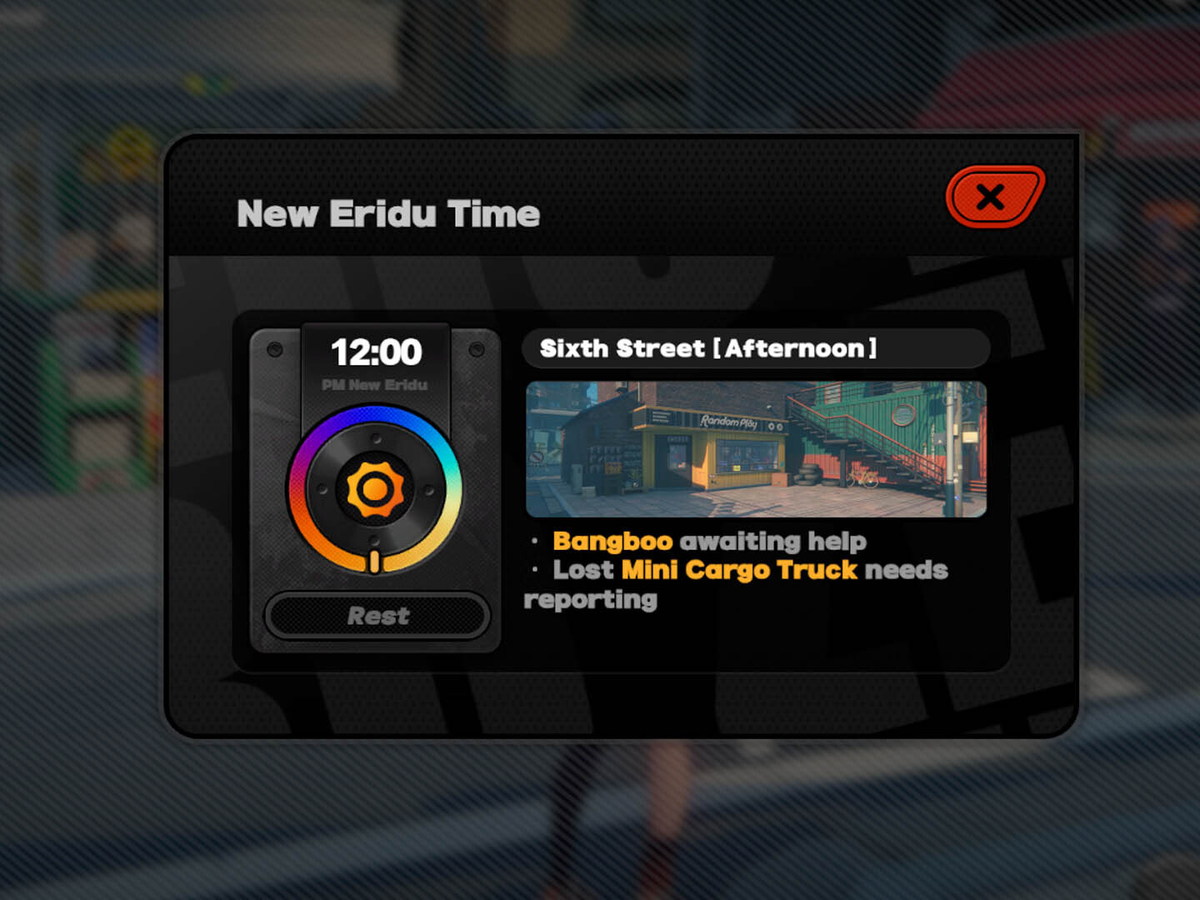 New Eridu Time
12:00
PM New Eridu
Rest
Sixth Street [Afternoon]
Random Play
· Bangboo awaiting help
· Lost Mini Cargo Truck needs
reporting